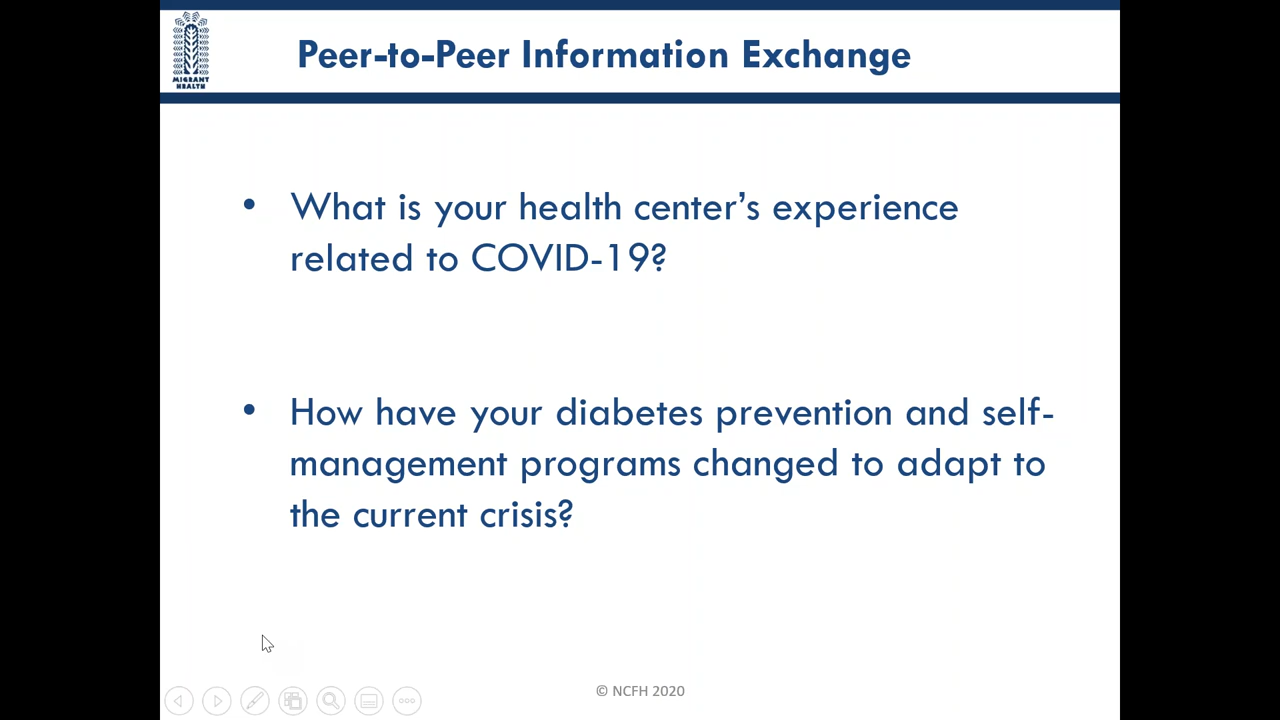 MIGRANT
HEALTH
Peer-to-Peer Information Exchange
• What is your health center’s experience
related to COVID-19?
• How have your diabetes prevention and self-
management programs changed to adapt to
the current crisis?
© NCFH 2020